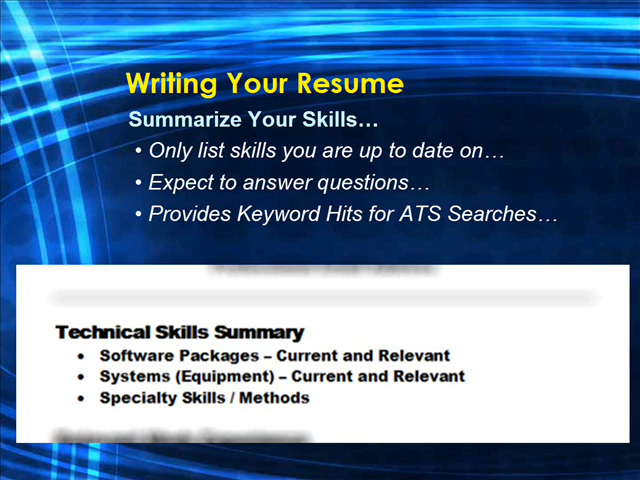 Writing Your Resume
Summarize Your Skills…
• Only list skills you are up to date on…
• Expect to answer questions…
• Provides Keyword Hits for ATS Searches…
Technical Skills Summary
• Software Packages – Current and Relevant
• Systems (Equipment) – Current and Relevant
• Specialty Skills / Methods